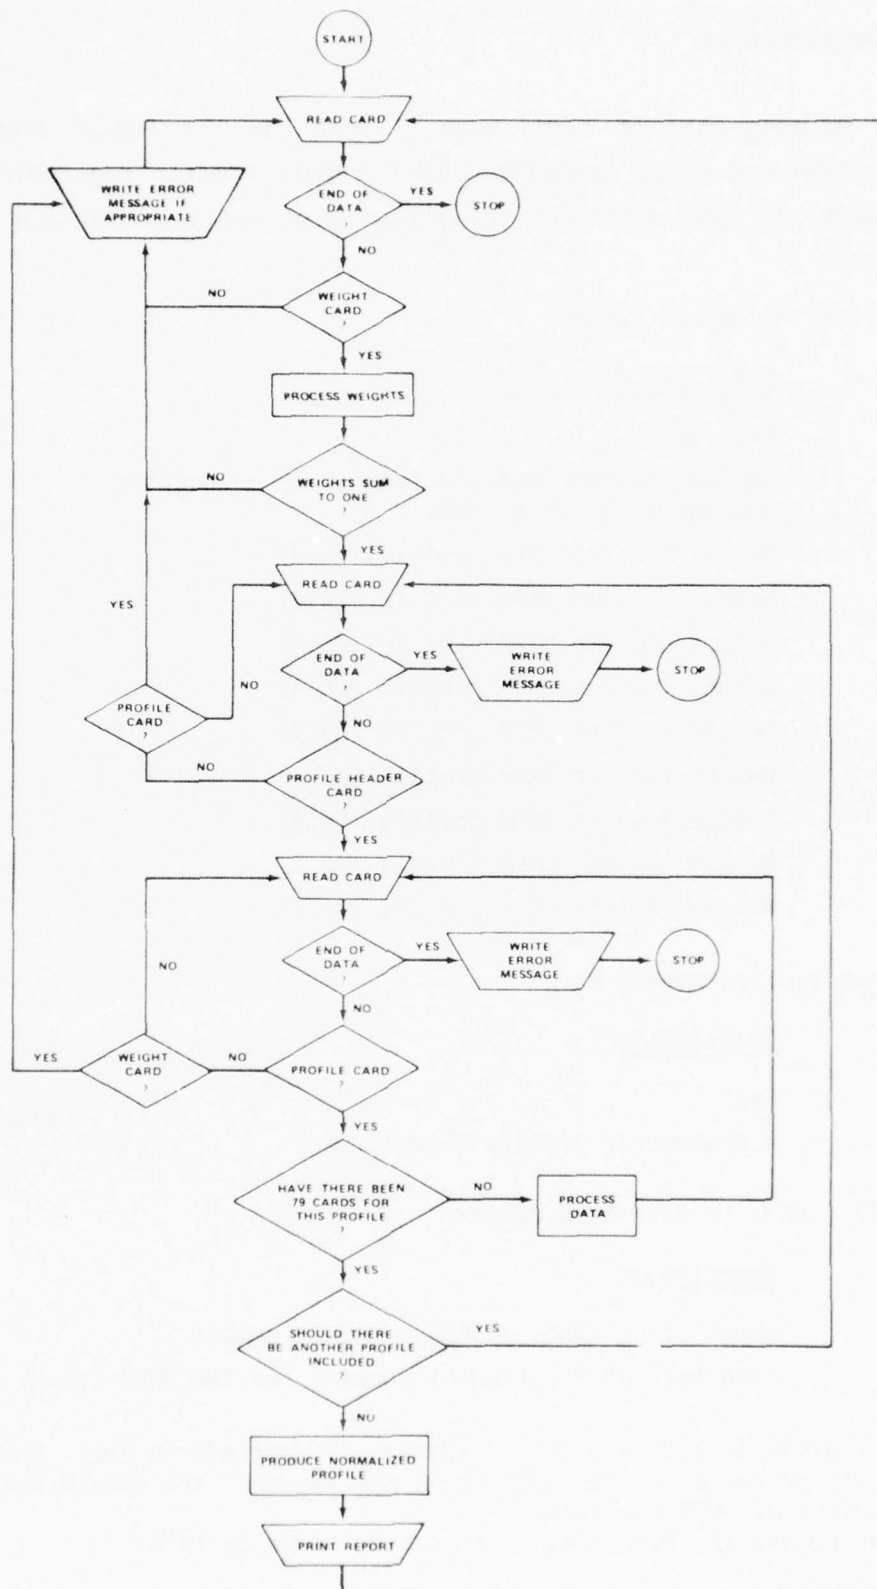 START
READ CARD
WRITE ERROR
MESSAGE IF
APPROPRIATE
END OF
DATA
?
YES
STOP
NO
WEIGHT
CARD
?
NO
YES
PROCESS WEIGHTS
WEIGHTS SUM
TO ONE
?
NO
YES
READ CARD
YES
END OF
DATA
?
YES
WRITE
ERROR
MESSAGE
STOP
NO
PROFILE
CARD
?
NO
NO
PROFILE HEADER
CARD
?
YES
READ CARD
END OF
DATA
?
YES
WRITE
ERROR
MESSAGE
STOP
NO
NO
YES
WEIGHT
CARD
?
NO
PROFILE CARD
?
YES
HAVE THERE BEEN
79 CARDS FOR
THIS PROFILE
?
NO
PROCESS
DATA
YES
SHOULD THERE
BE ANOTHER PROFILE
INCLUDED
?
YES
NO
PRODUCE NORMALIZED
PROFILE
PRINT REPORT